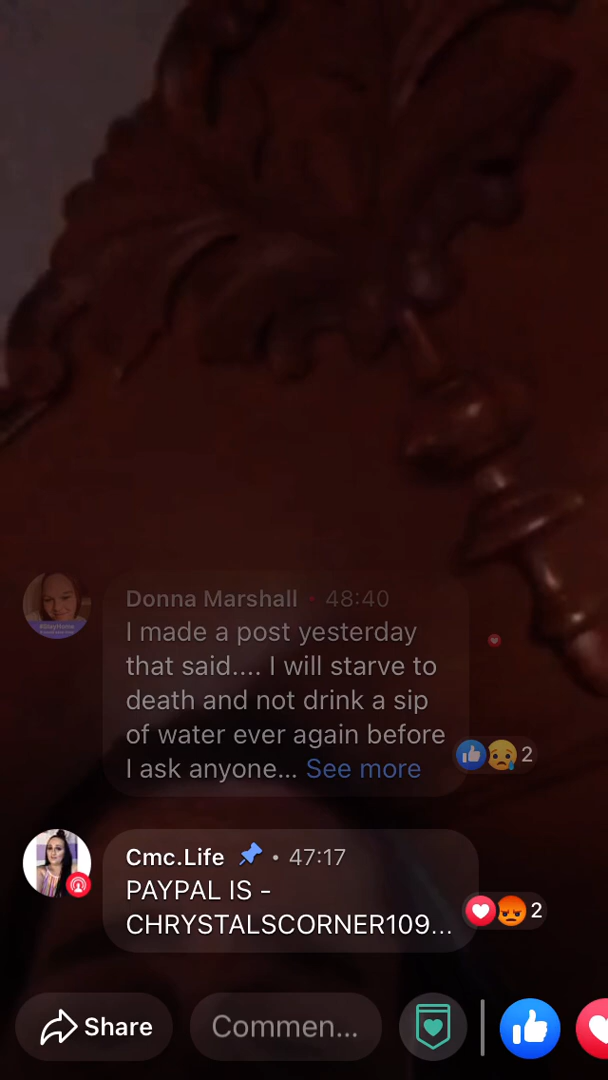 Donna Marshall • 48:40
I made a post yesterday
that said.... I will starve to
death and not drink a sip
of water ever again before
I ask anyone... See more
2
Cmc.Life • 47:17
PAYPAL IS -
CHRYSTALSCORNER109...
2
Share
Commen...